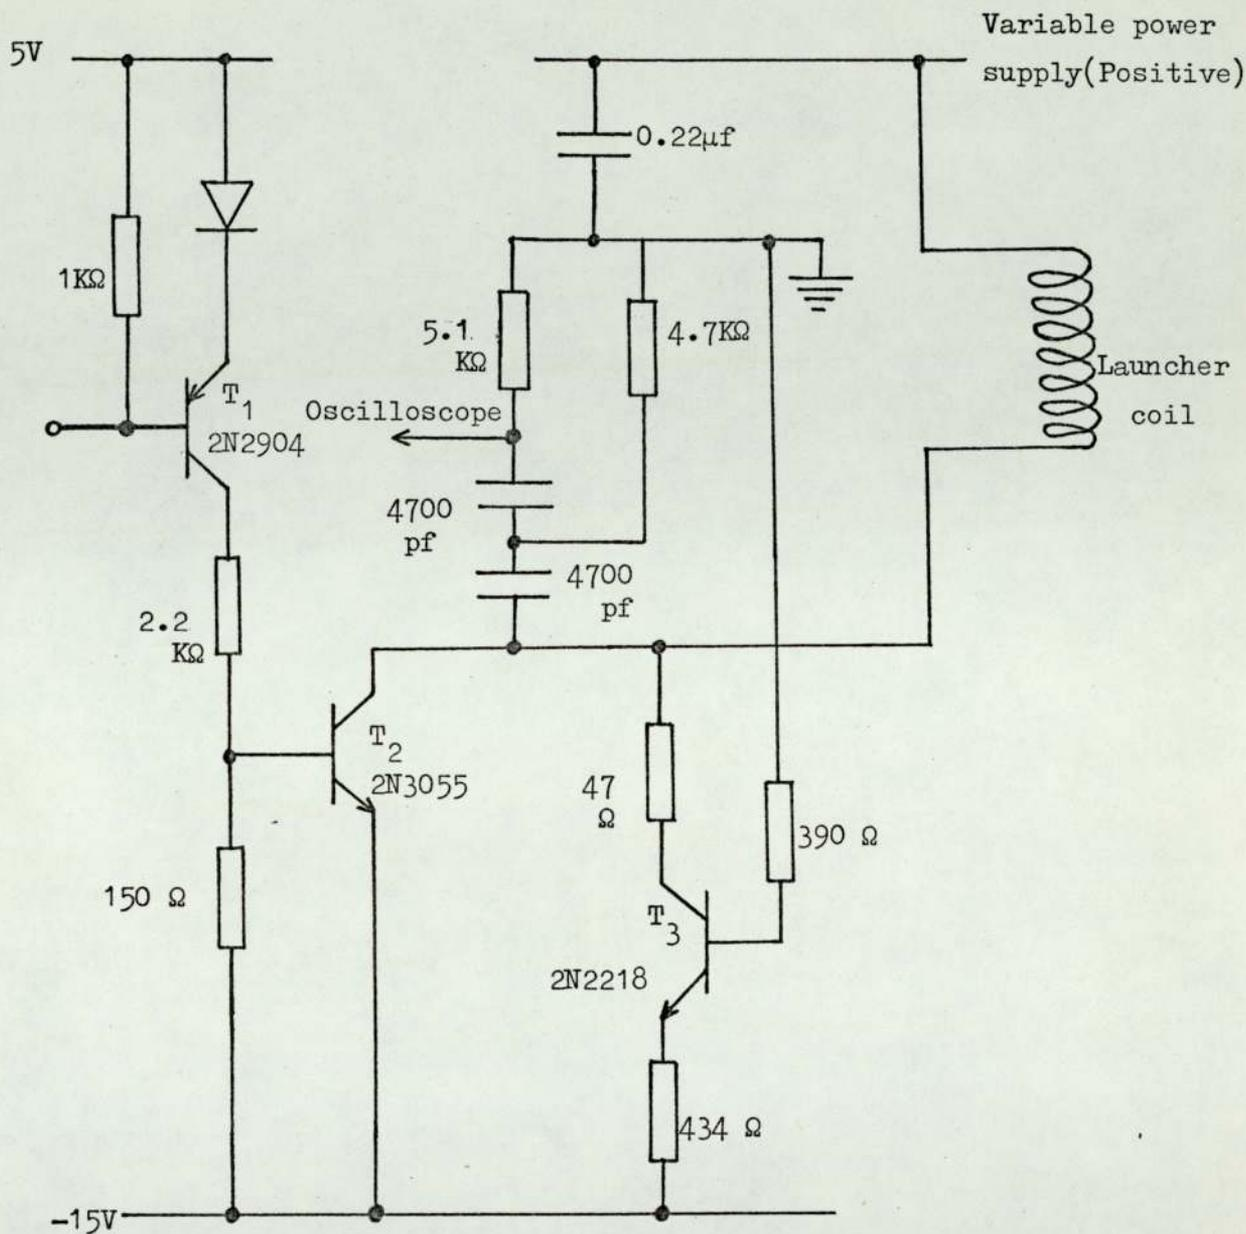 5V
Variable power
supply(Positive)
0.22µf
1KΩ
5.1
KΩ
4.7KΩ
Launcher
coil
T1
2N2904
Oscilloscope
4700
pf
4700
pf
2.2
KΩ
T2
2N3055
47
Ω
390 Ω
150 Ω
T3
2N2218
434 Ω
-15V